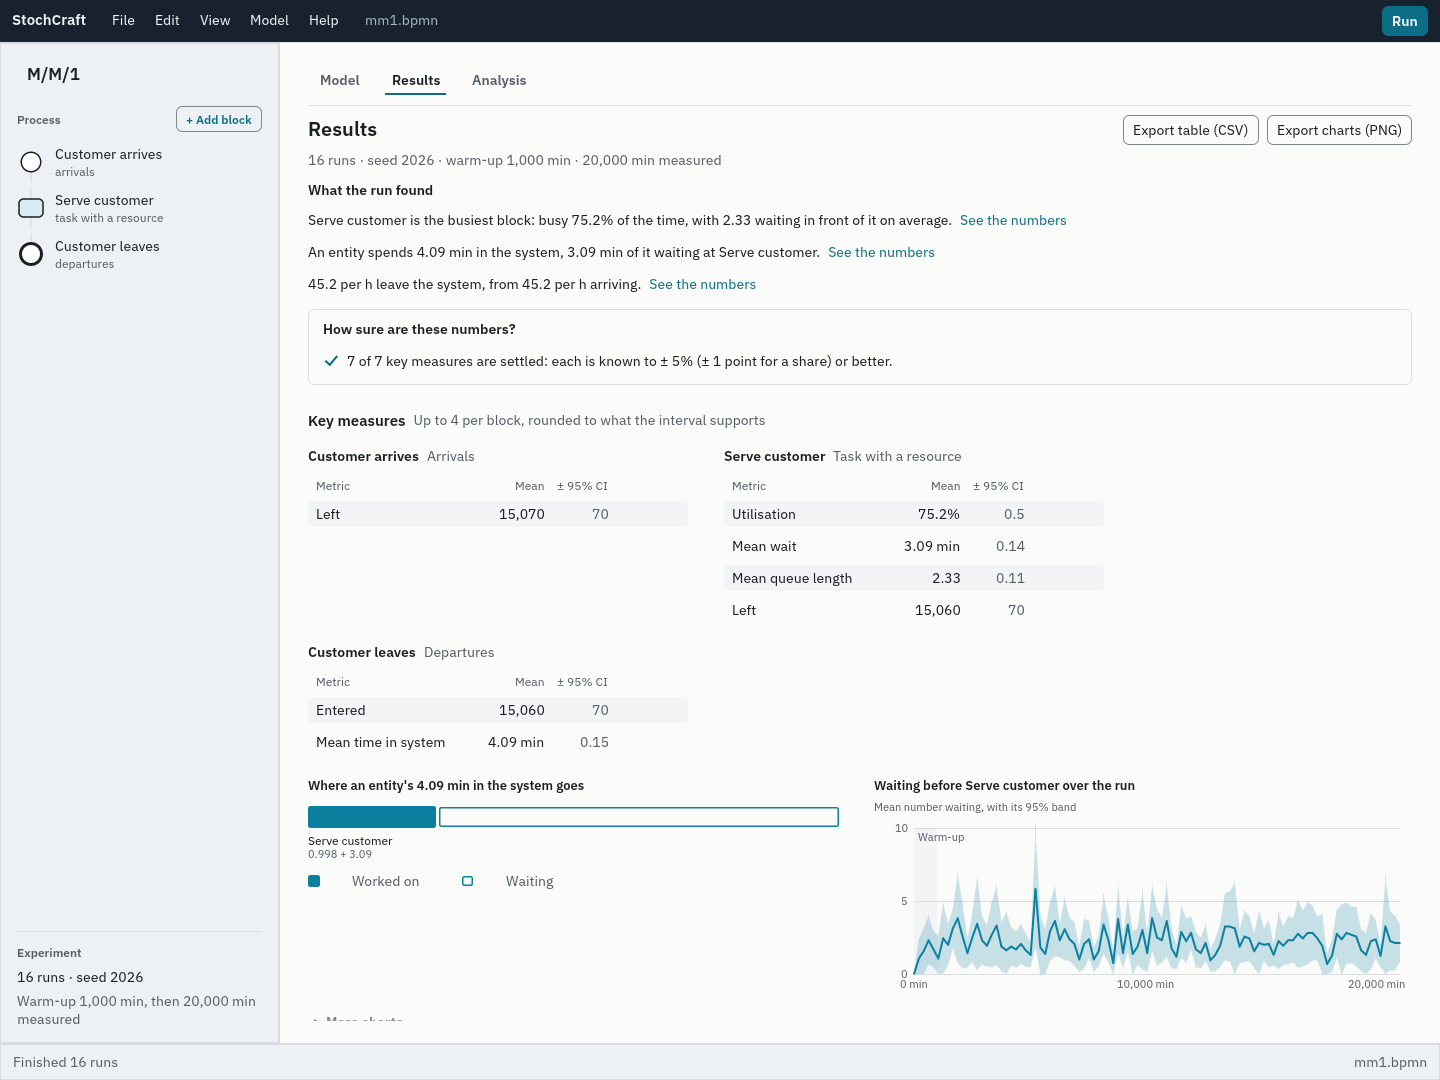 StochCraft File Edit View Model Help mm1.bpmn Run
M/M/1
Process + Add block
Customer arrives
arrivals
Serve customer
task with a resource
Customer leaves
departures
Experiment
16 runs · seed 2026
Warm-up 1,000 min, then 20,000 min
measured
Model Results Analysis
Results Export table (CSV) Export charts (PNG)
16 runs · seed 2026 · warm-up 1,000 min · 20,000 min measured
What the run found
Serve customer is the busiest block: busy 75.2% of the time, with 2.33 waiting in front of it on average. See the numbers
An entity spends 4.09 min in the system, 3.09 min of it waiting at Serve customer. See the numbers
45.2 per h leave the system, from 45.2 per h arriving. See the numbers
How sure are these numbers?
7 of 7 key measures are settled: each is known to ± 5% (± 1 point for a share) or better.
Key measures Up to 4 per block, rounded to what the interval supports
Customer arrives Arrivals
Metric Mean ± 95% CI
Left 15,070 70
Serve customer Task with a resource
Metric Mean ± 95% CI
Utilisation 75.2% 0.5
Mean wait 3.09 min 0.14
Mean queue length 2.33 0.11
Left 15,060 70
Customer leaves Departures
Metric Mean ± 95% CI
Entered 15,060 70
Mean time in system 4.09 min 0.15
Where an entity's 4.09 min in the system goes
Serve customer
0.998 + 3.09
Worked on Waiting
Waiting before Serve customer over the run
Mean number waiting, with its 95% band
10
Warm-up
5
0
0 min 10,000 min 20,000 min
More charts
Finished 16 runs mm1.bpmn